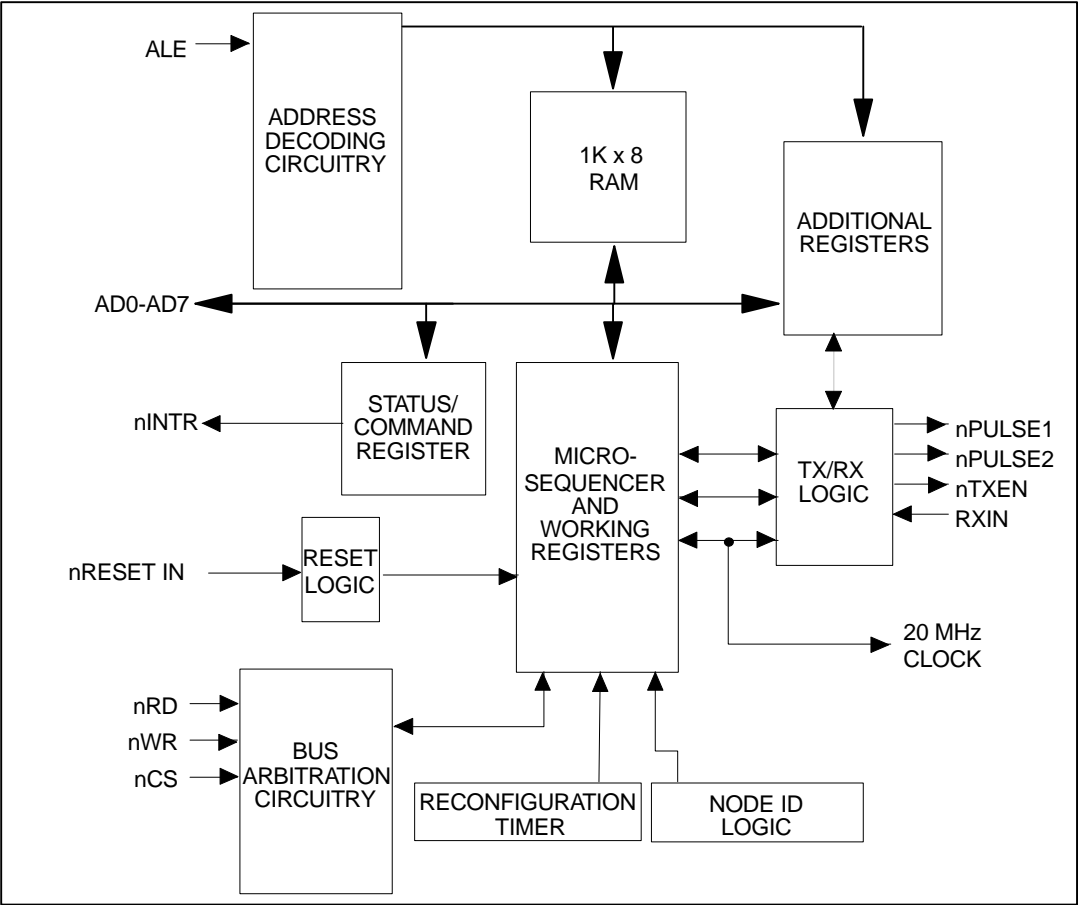 ALE
ADDRESS
DECODING
CIRCUITRY
1K x 8
RAM
ADDITIONAL
REGISTERS
AD0-AD7
nINTR
STATUS/
COMMAND
REGISTER
MICRO-
SEQUENCER
AND
WORKING
REGISTERS
TX/RX
LOGIC
nPULSE1
nPULSE2
nTXEN
RXIN
nRESET IN
RESET
LOGIC
20 MHz
CLOCK
nRD
nWR
nCS
BUS
ARBITRATION
CIRCUITRY
RECONFIGURATION
TIMER
NODE ID
LOGIC